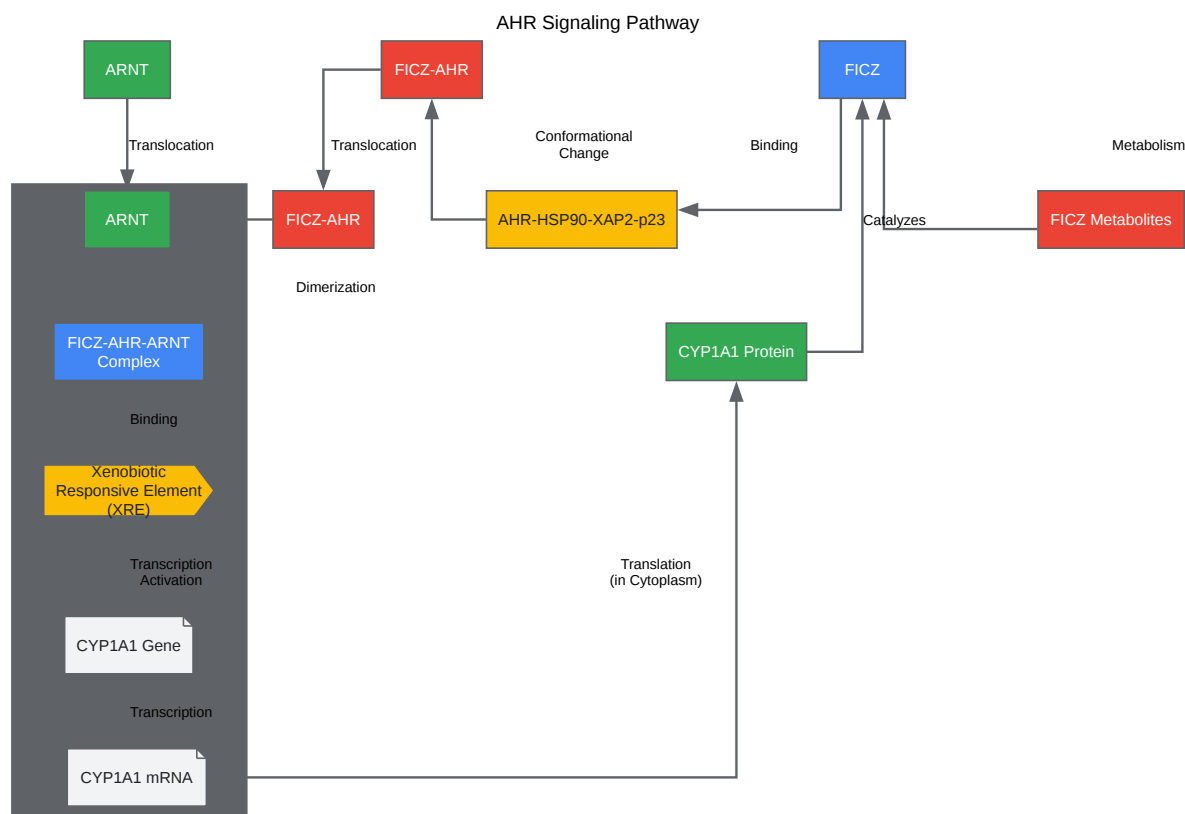 AHR Signaling Pathway
ARNT
FICZ-AHR
FICZ
Translocation
Translocation
Conformational
Change
Binding
Metabolism
ARNT
FICZ-AHR
AHR-HSP90-XAP2-p23
Catalyzes
FICZ Metabolites
Dimerization
FICZ-AHR-ARNT
Complex
CYP1A1 Protein
Binding
Xenobiotic
Responsive Element
(XRE)
Transcription
Activation
Translation
(in Cytoplasm)
CYP1A1 Gene
Transcription
CYP1A1 mRNA